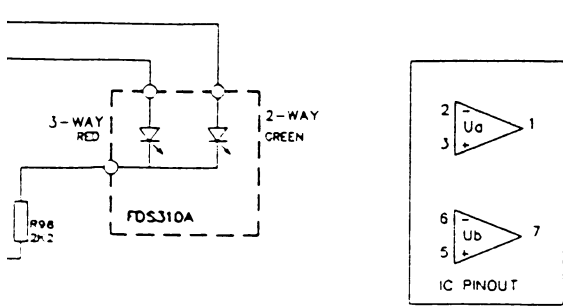 3-WAY
RED
2-WAY
GREEN
FDS310A
R98
2K2
2
-
Ua
1
3
+
6
-
Ub
7
5
+
IC PINOUT